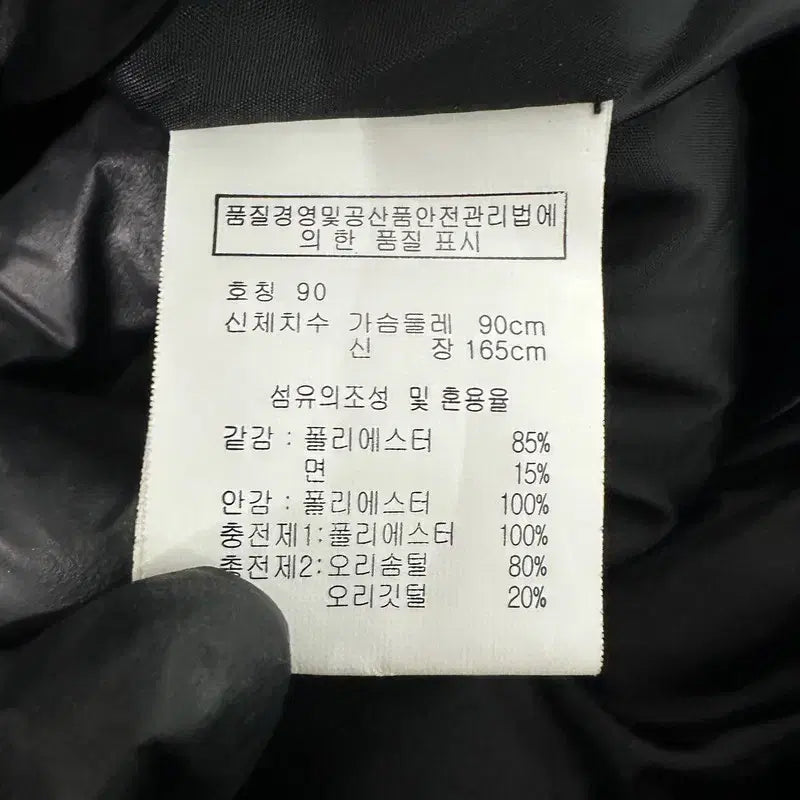 품질경영및공산품안전관리법에
의 한 품질 표시
호칭 90
신체치수 가슴둘레 90cm
신 장 165cm
섬유의조성 및 혼용율
같감 : 폴리에스터 85%
면 15%
안감 : 폴리에스터 100%
충전제1: 폴리에스터 100%
충전제2: 오리솜털 80%
오리깃털 20%